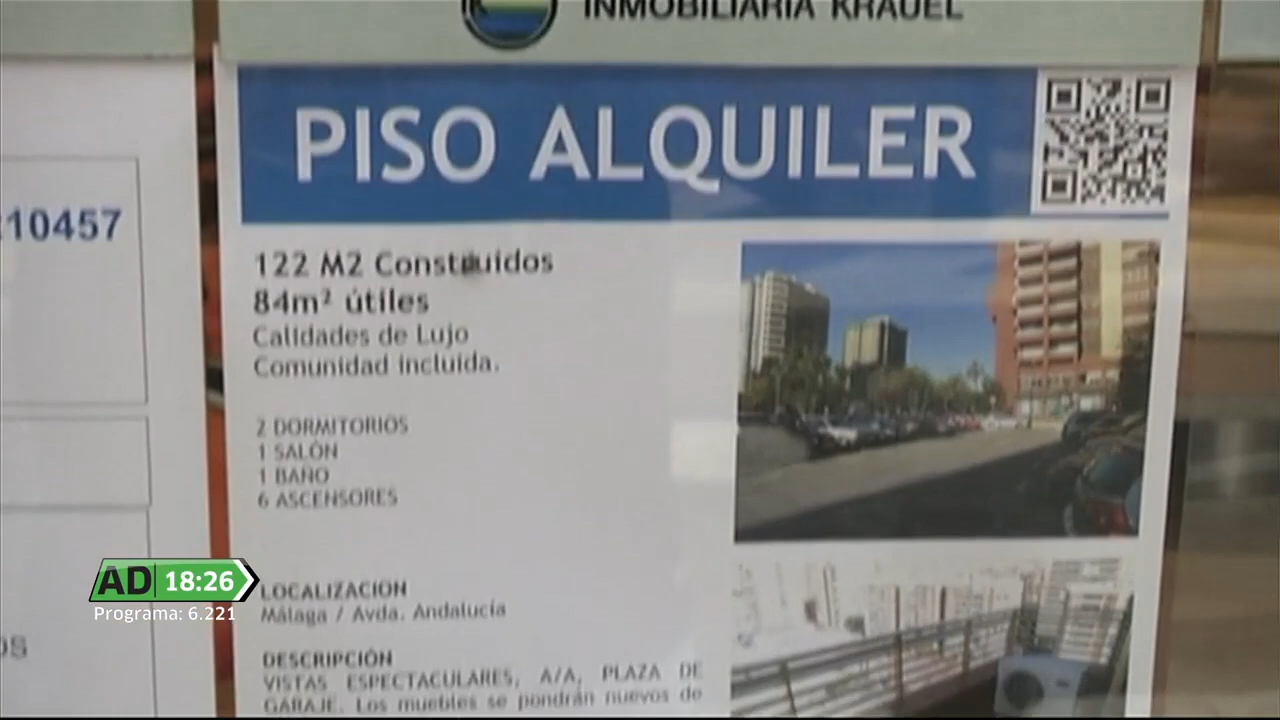 INMOBILIARIA KRAUEL
PISO ALQUILER
:10457
122 M2 Construidos
84m² útiles
Calidades de Lujo
Comunidad incluida.
2 DORMITORIOS
1 SALÓN
1 BAÑO
6 ASCENSORES
AD 18:26
Programa: 6.221
LOCALIZACION
Málaga / Avda. Andalucía
OS
DESCRIPCIÓN
VISTAS ESPECTACULARES, A/A, PLAZA DE
GARAJE. Los muebles se pondrán nuevos de